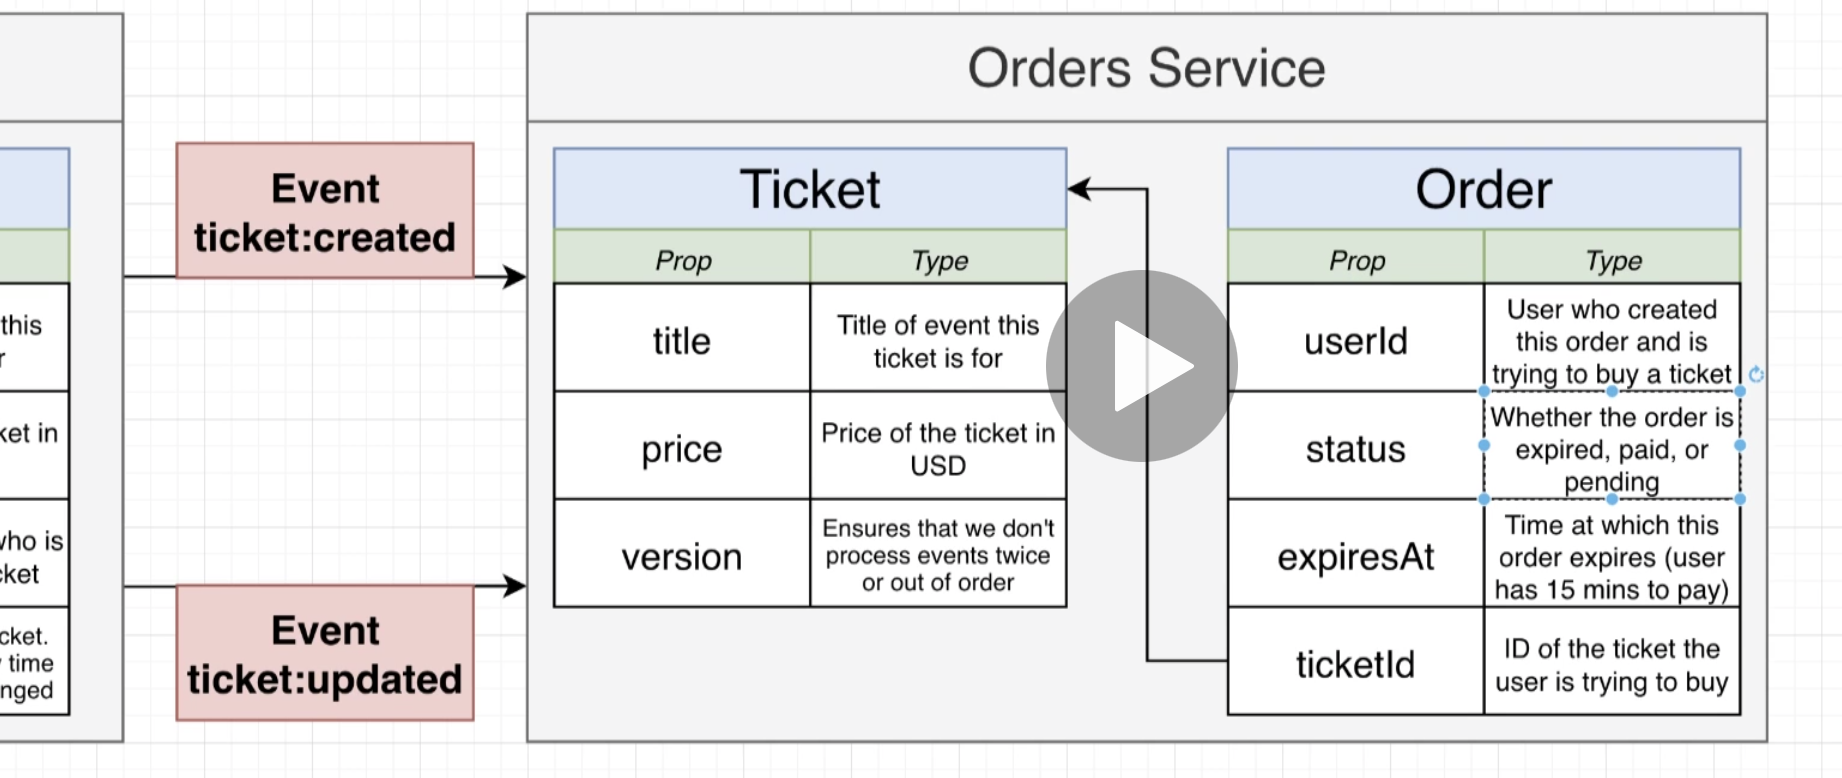 Orders Service
this
ket in
who is
cket
cket.
time
nged
Event
ticket:created
Event
ticket:updated
Ticket
Prop
Type
title
Title of event this
ticket is for
price
Price of the ticket in
USD
version
Ensures that we don't
process events twice
or out of order
Order
Prop
Type
userId
User who created
this order and is
trying to buy a ticket
status
Whether the order is
expired, paid, or
pending
expiresAt
Time at which this
order expires (user
has 15 mins to pay)
ticketId
ID of the ticket the
user is trying to buy